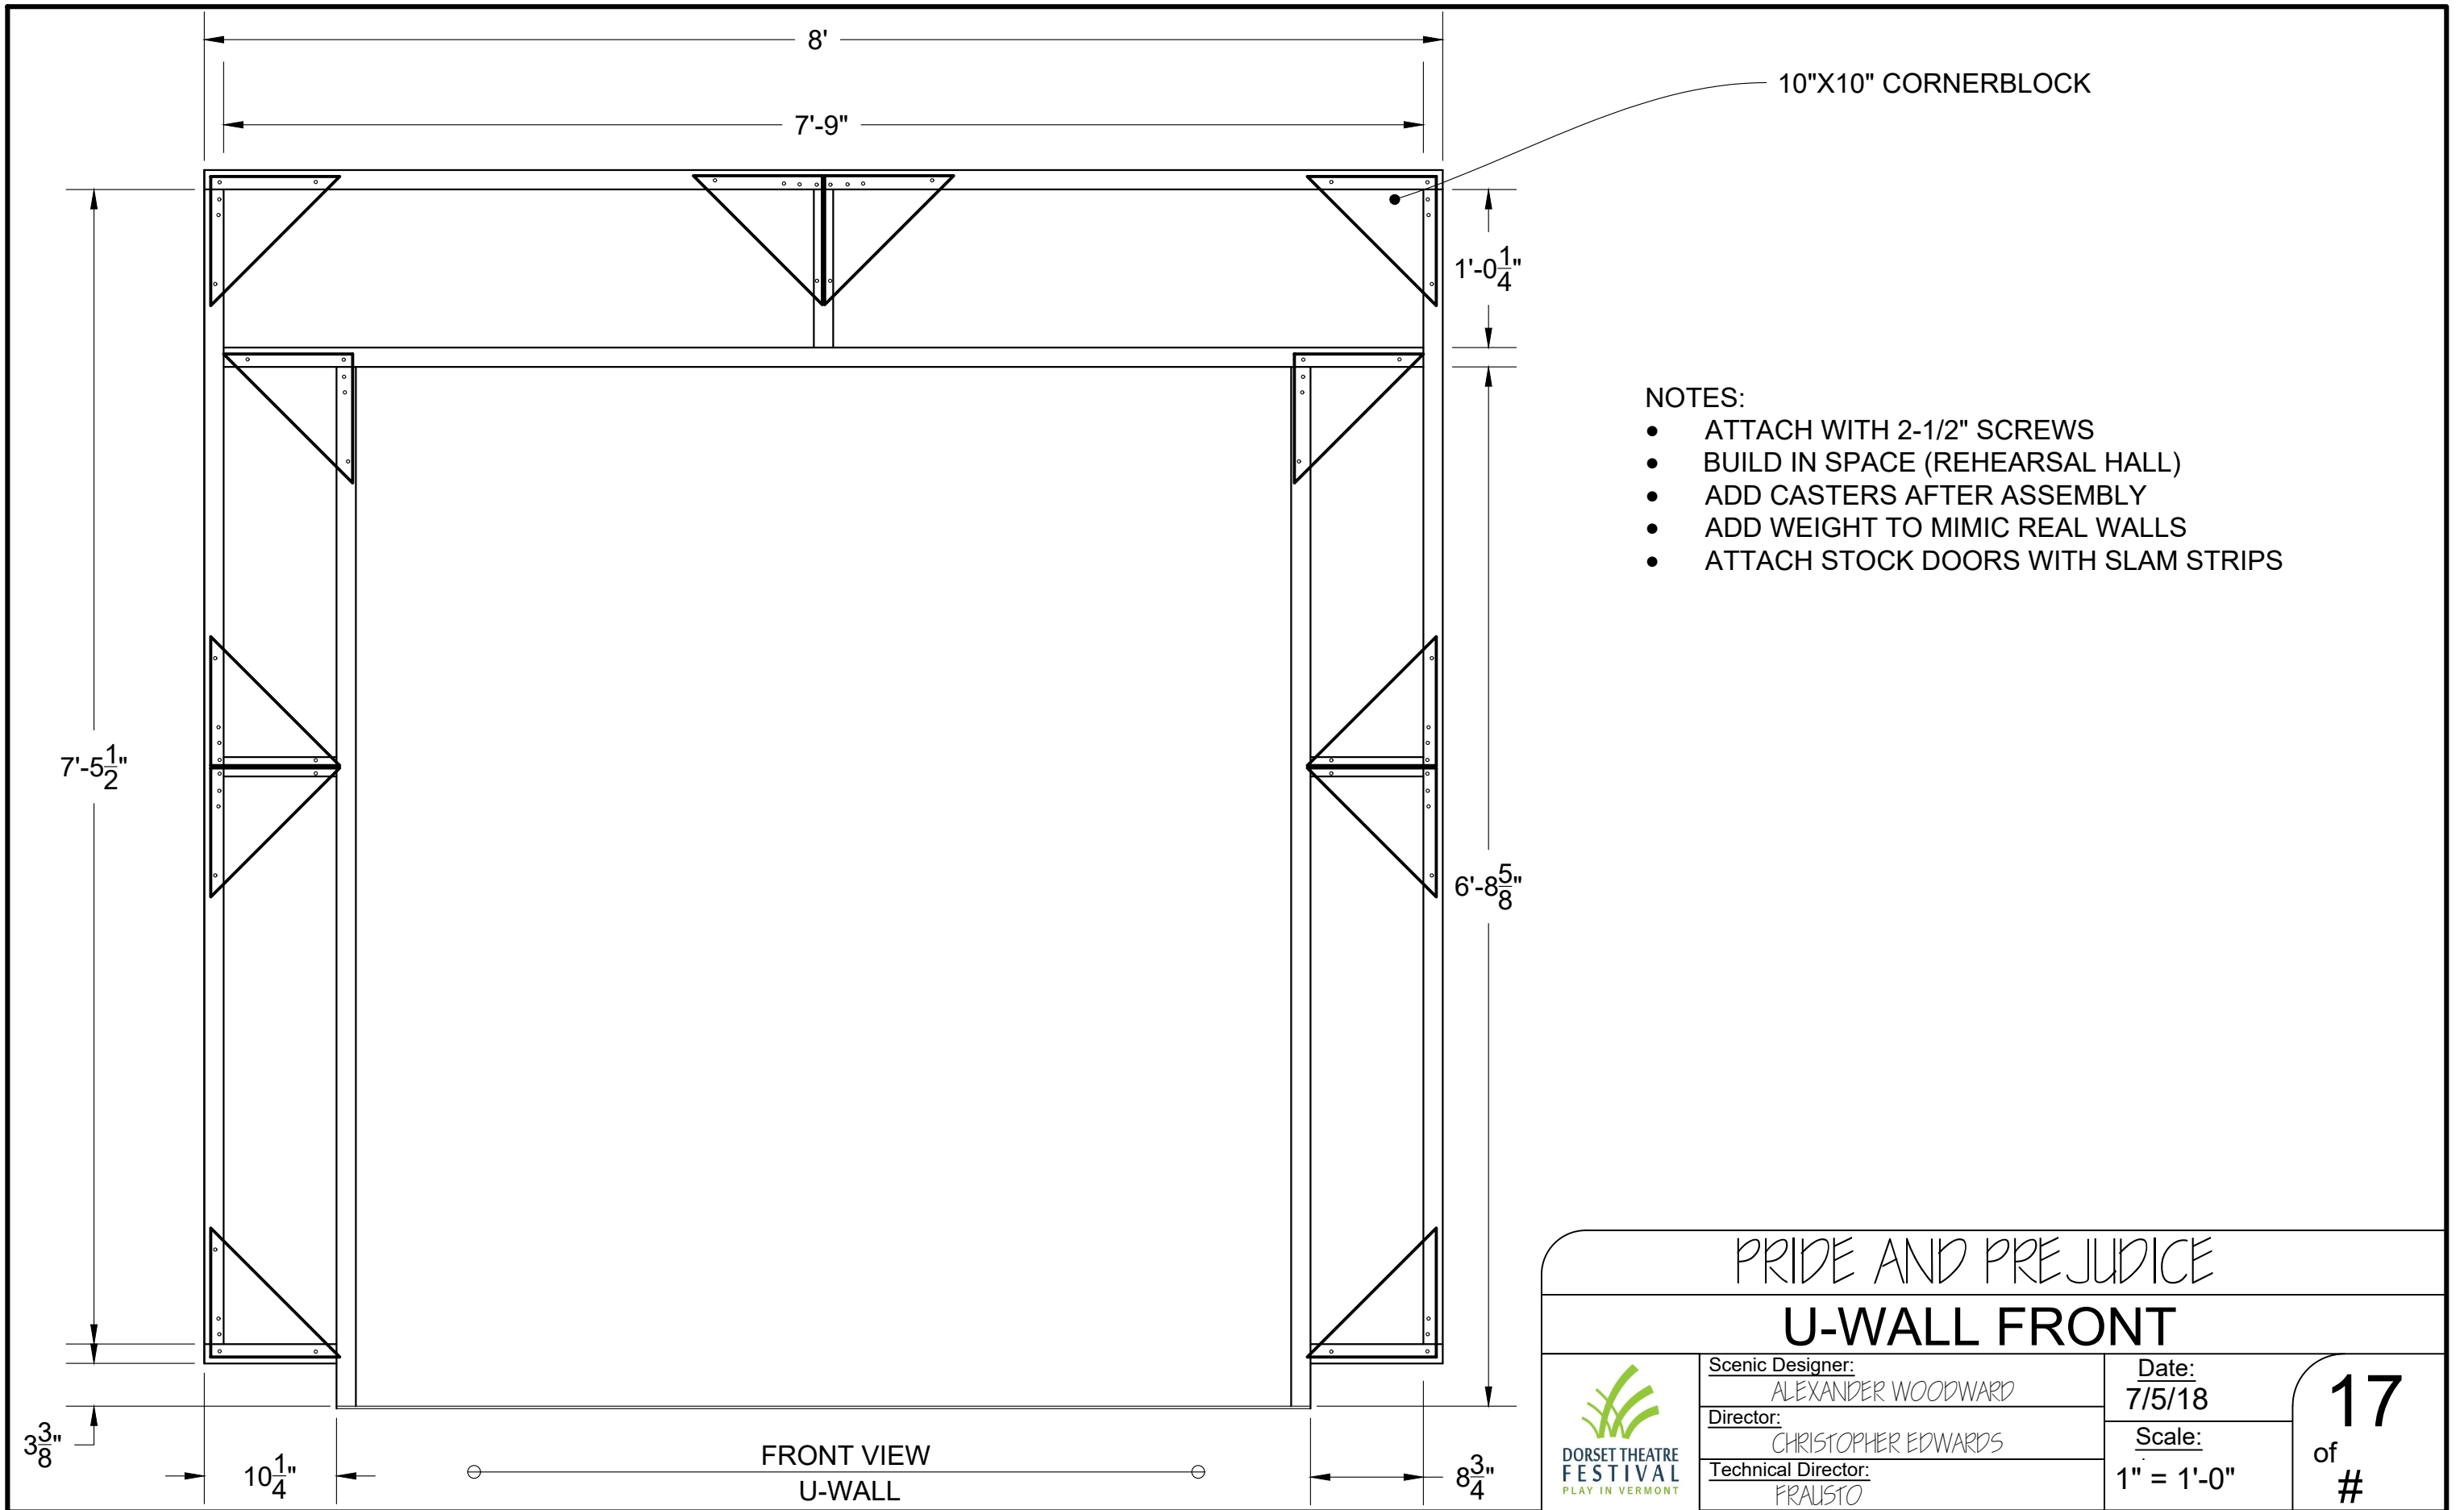 8'
10"X10" CORNERBLOCK
7'-9"
1'-0 1/4"
NOTES:
• ATTACH WITH 2-1/2" SCREWS
• BUILD IN SPACE (REHEARSAL HALL)
• ADD CASTERS AFTER ASSEMBLY
• ADD WEIGHT TO MIMIC REAL WALLS
• ATTACH STOCK DOORS WITH SLAM STRIPS
7'-5 1/2"
6'-8 5/8"
3 3/8"
10 1/4"
FRONT VIEW
U-WALL
8 3/4"
PRIDE AND PREJUDICE
U-WALL FRONT
DORSET THEATRE
FESTIVAL
PLAY IN VERMONT
Scenic Designer:
ALEXANDER WOODWARD
Director:
CHRISTOPHER EDWARDS
Technical Director:
FRAUSTO
Date:
7/5/18
Scale:
1" = 1'-0"
17
of
#